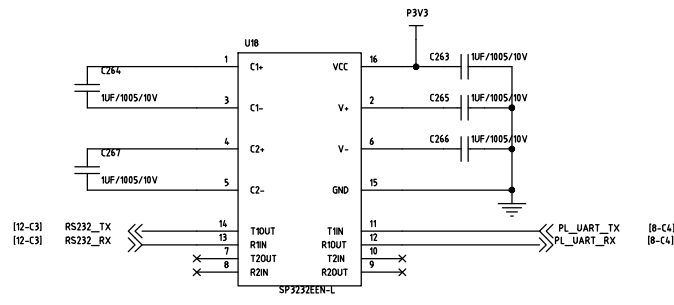 P3V3
U18
1 C1+ VCC 16 C263 1UF/1005/10V
C264
1UF/1005/10V
3 C1- V+ 2 C265 1UF/1005/10V
4 C2+ V- 6 C266 1UF/1005/10V
C267
1UF/1005/10V
5 C2- GND 15
[12-C3] RS232_TX 14 T1OUT T1IN 11 PL_UART_TX [8-C4]
[12-C3] RS232_RX 13 R1IN R1OUT 12 PL_UART_RX [8-C4]
7 T2OUT T2IN 10
8 R2IN R2OUT 9
SP3232EEN-L